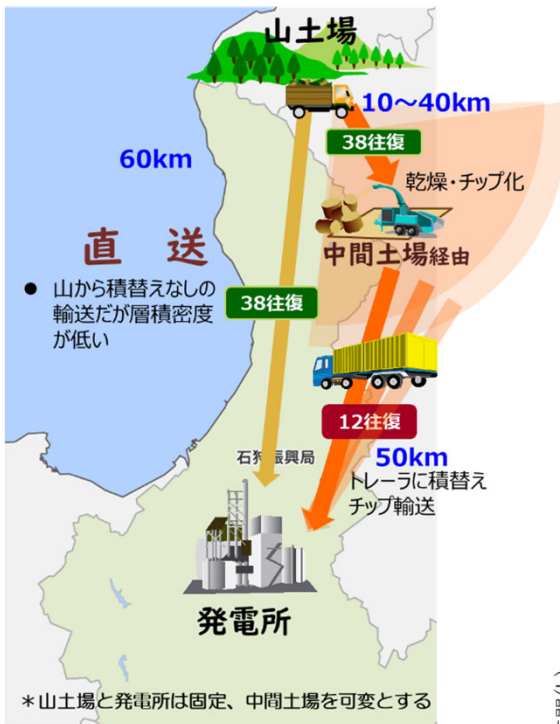 山土場
10～40km
38往復
60km
乾燥・チップ化
直 送
中間土場経由
● 山から積替えなしの
輸送だが層積密度
が低い
38往復
12往復
石狩振興局
50km
トレーラに積替え
チップ輸送
発電所
＊山土場と発電所は固定、中間土場を可変とする